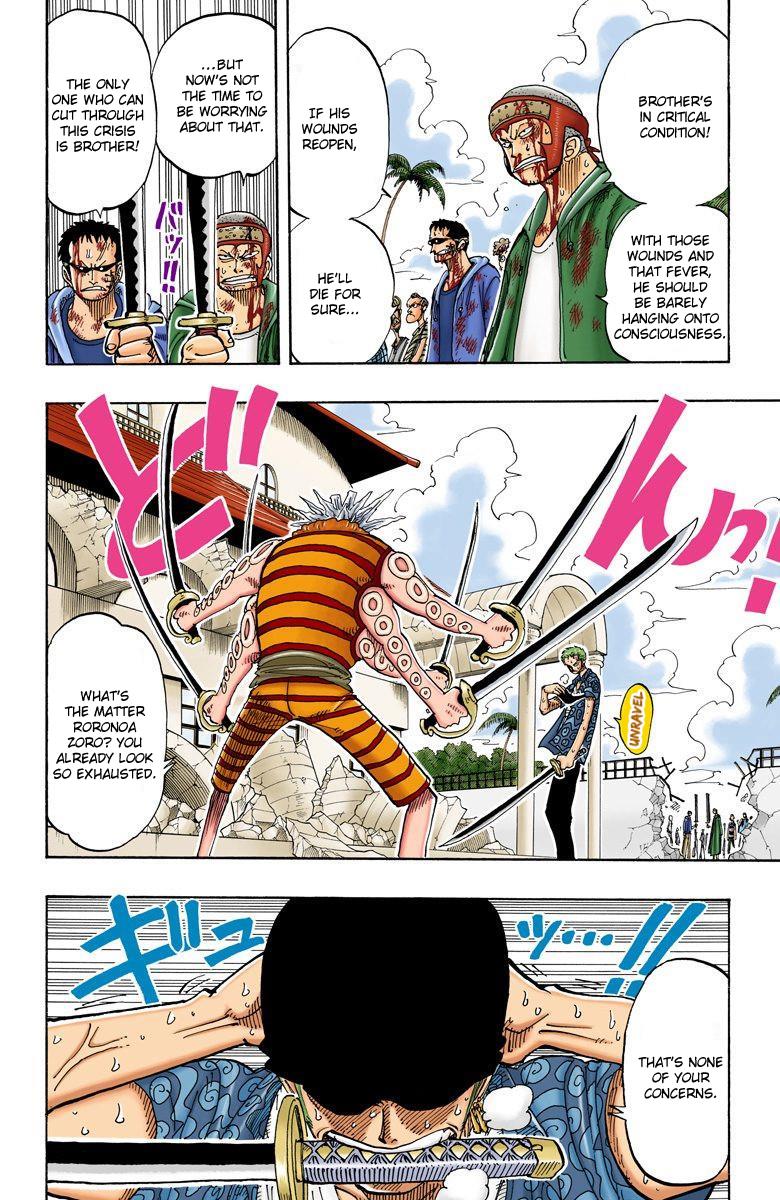 BROTHER'S
IN CRITICAL
CONDITION!
WITH THOSE
WOUNDS AND
THAT FEVER,
HE SHOULD
BE BARELY
HANGING ONTO
CONSCIOUSNESS.
IF HIS
WOUNDS
REOPEN,
HE'LL
DIE FOR
SURE...
...BUT
NOW'S NOT
THE TIME TO
BE WORRYING
ABOUT THAT.
THE ONLY
ONE WHO CAN
CUT THROUGH
THIS CRISIS
IS BROTHER!
バッ!!
どどんっ!
UNRAVEL
WHAT'S
THE MATTER
RORONOA
ZORO? YOU
ALREADY LOOK
SO EXHAUSTED.
ギュッ…!!
THAT'S NONE
OF YOUR
CONCERNS.